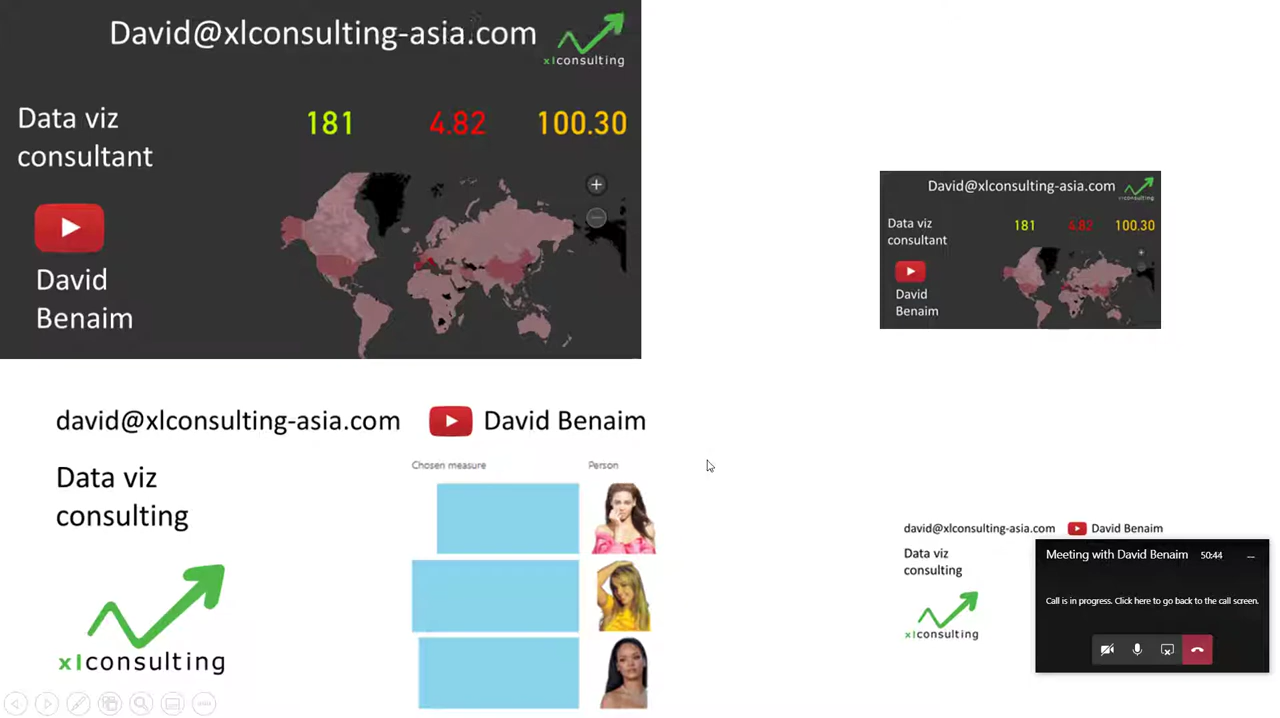 David@xlconsulting-asia.com
xlconsulting
Data viz
consultant
181
4.82
100.30
David
Benaim
David@xlconsulting-asia.com
xlconsulting
Data viz
consultant
181
4.82
100.30
David
Benaim
david@xlconsulting-asia.com
David Benaim
Data viz
consulting
xlconsulting
Chosen measure
Person
david@xlconsulting-asia.com
David Benaim
Data viz
consulting
xlconsulting
Meeting with David Benaim
50:44
Call is in progress. Click here to go back to the call screen.